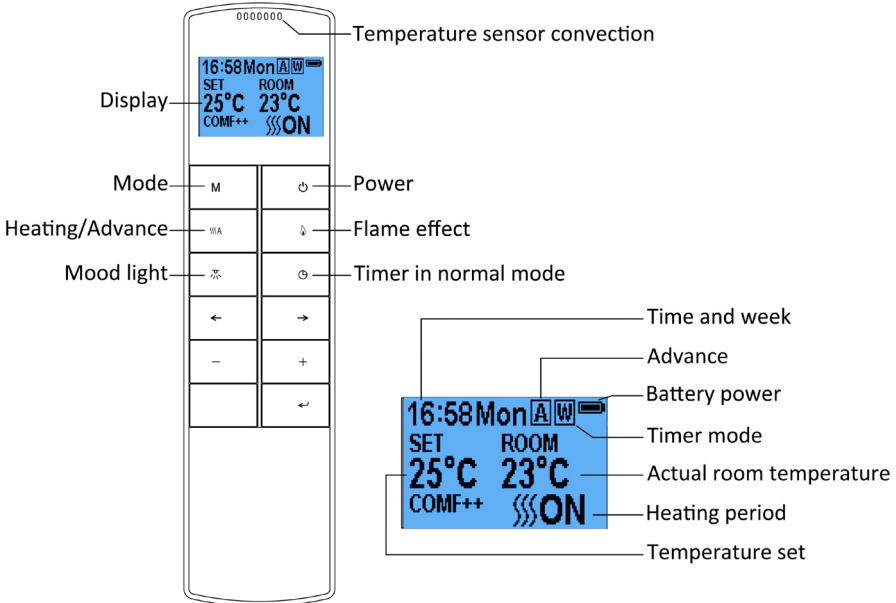 0000000
Temperature sensor convection
16:58Mon A W
SET ROOM
25°C 23°C
COMF++ ON
Display
Mode
M
Power
Heating/Advance
A
Flame effect
Mood light
Timer in normal mode
← →
− +
↵
Time and week
Advance
Battery power
16:58Mon A W
Timer mode
SET ROOM
25°C 23°C
Actual room temperature
COMF++ ON
Heating period
Temperature set